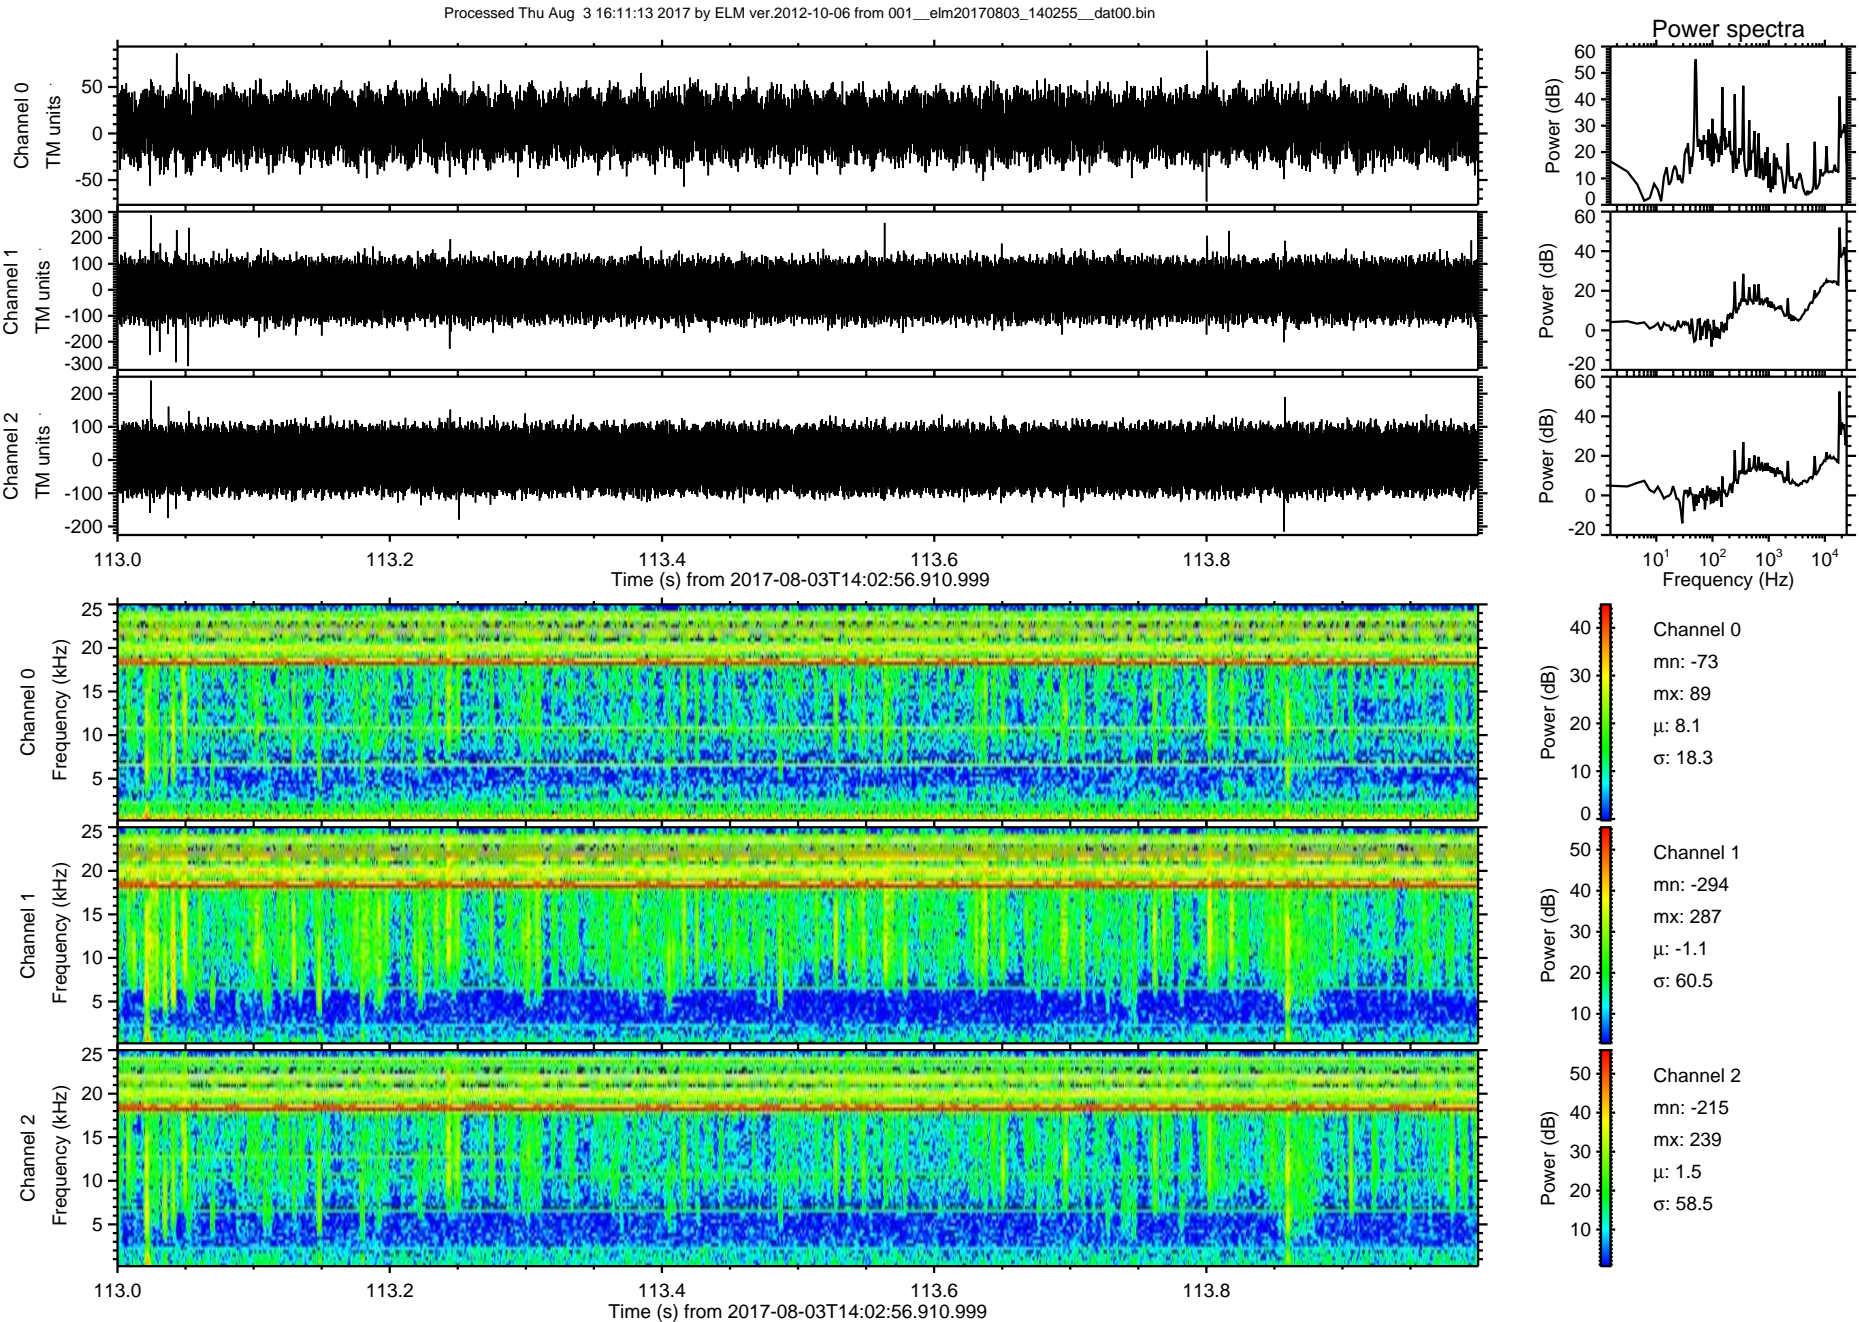 Processed Thu Aug  3 16:11:13 2017 by ELM ver.2012-10-06 from 001__elm20170803_140255__dat00.bin
Power spectra
Channel 0
TM units
50
0
-50
Power (dB)
60
50
40
30
20
10
0
Channel 1
TM units
300
200
100
0
-100
-200
-300
Power (dB)
60
40
20
0
-20
Channel 2
TM units
200
100
0
-100
-200
Power (dB)
60
40
20
0
-20
113.0 113.2 113.4 113.6 113.8
Time (s) from 2017-08-03T14:02:56.910.999
10¹ 10² 10³ 10⁴
Frequency (Hz)
Channel 0
Frequency (kHz)
25
20
15
10
5
Power (dB)
40
30
20
10
0
Channel 0
mn: -73
mx: 89
μ: 8.1
σ: 18.3
Channel 1
Frequency (kHz)
25
20
15
10
5
Power (dB)
50
40
30
20
10
Channel 1
mn: -294
mx: 287
μ: -1.1
σ: 60.5
Channel 2
Frequency (kHz)
25
20
15
10
5
Power (dB)
50
40
30
20
10
Channel 2
mn: -215
mx: 239
μ: 1.5
σ: 58.5
113.0 113.2 113.4 113.6 113.8
Time (s) from 2017-08-03T14:02:56.910.999